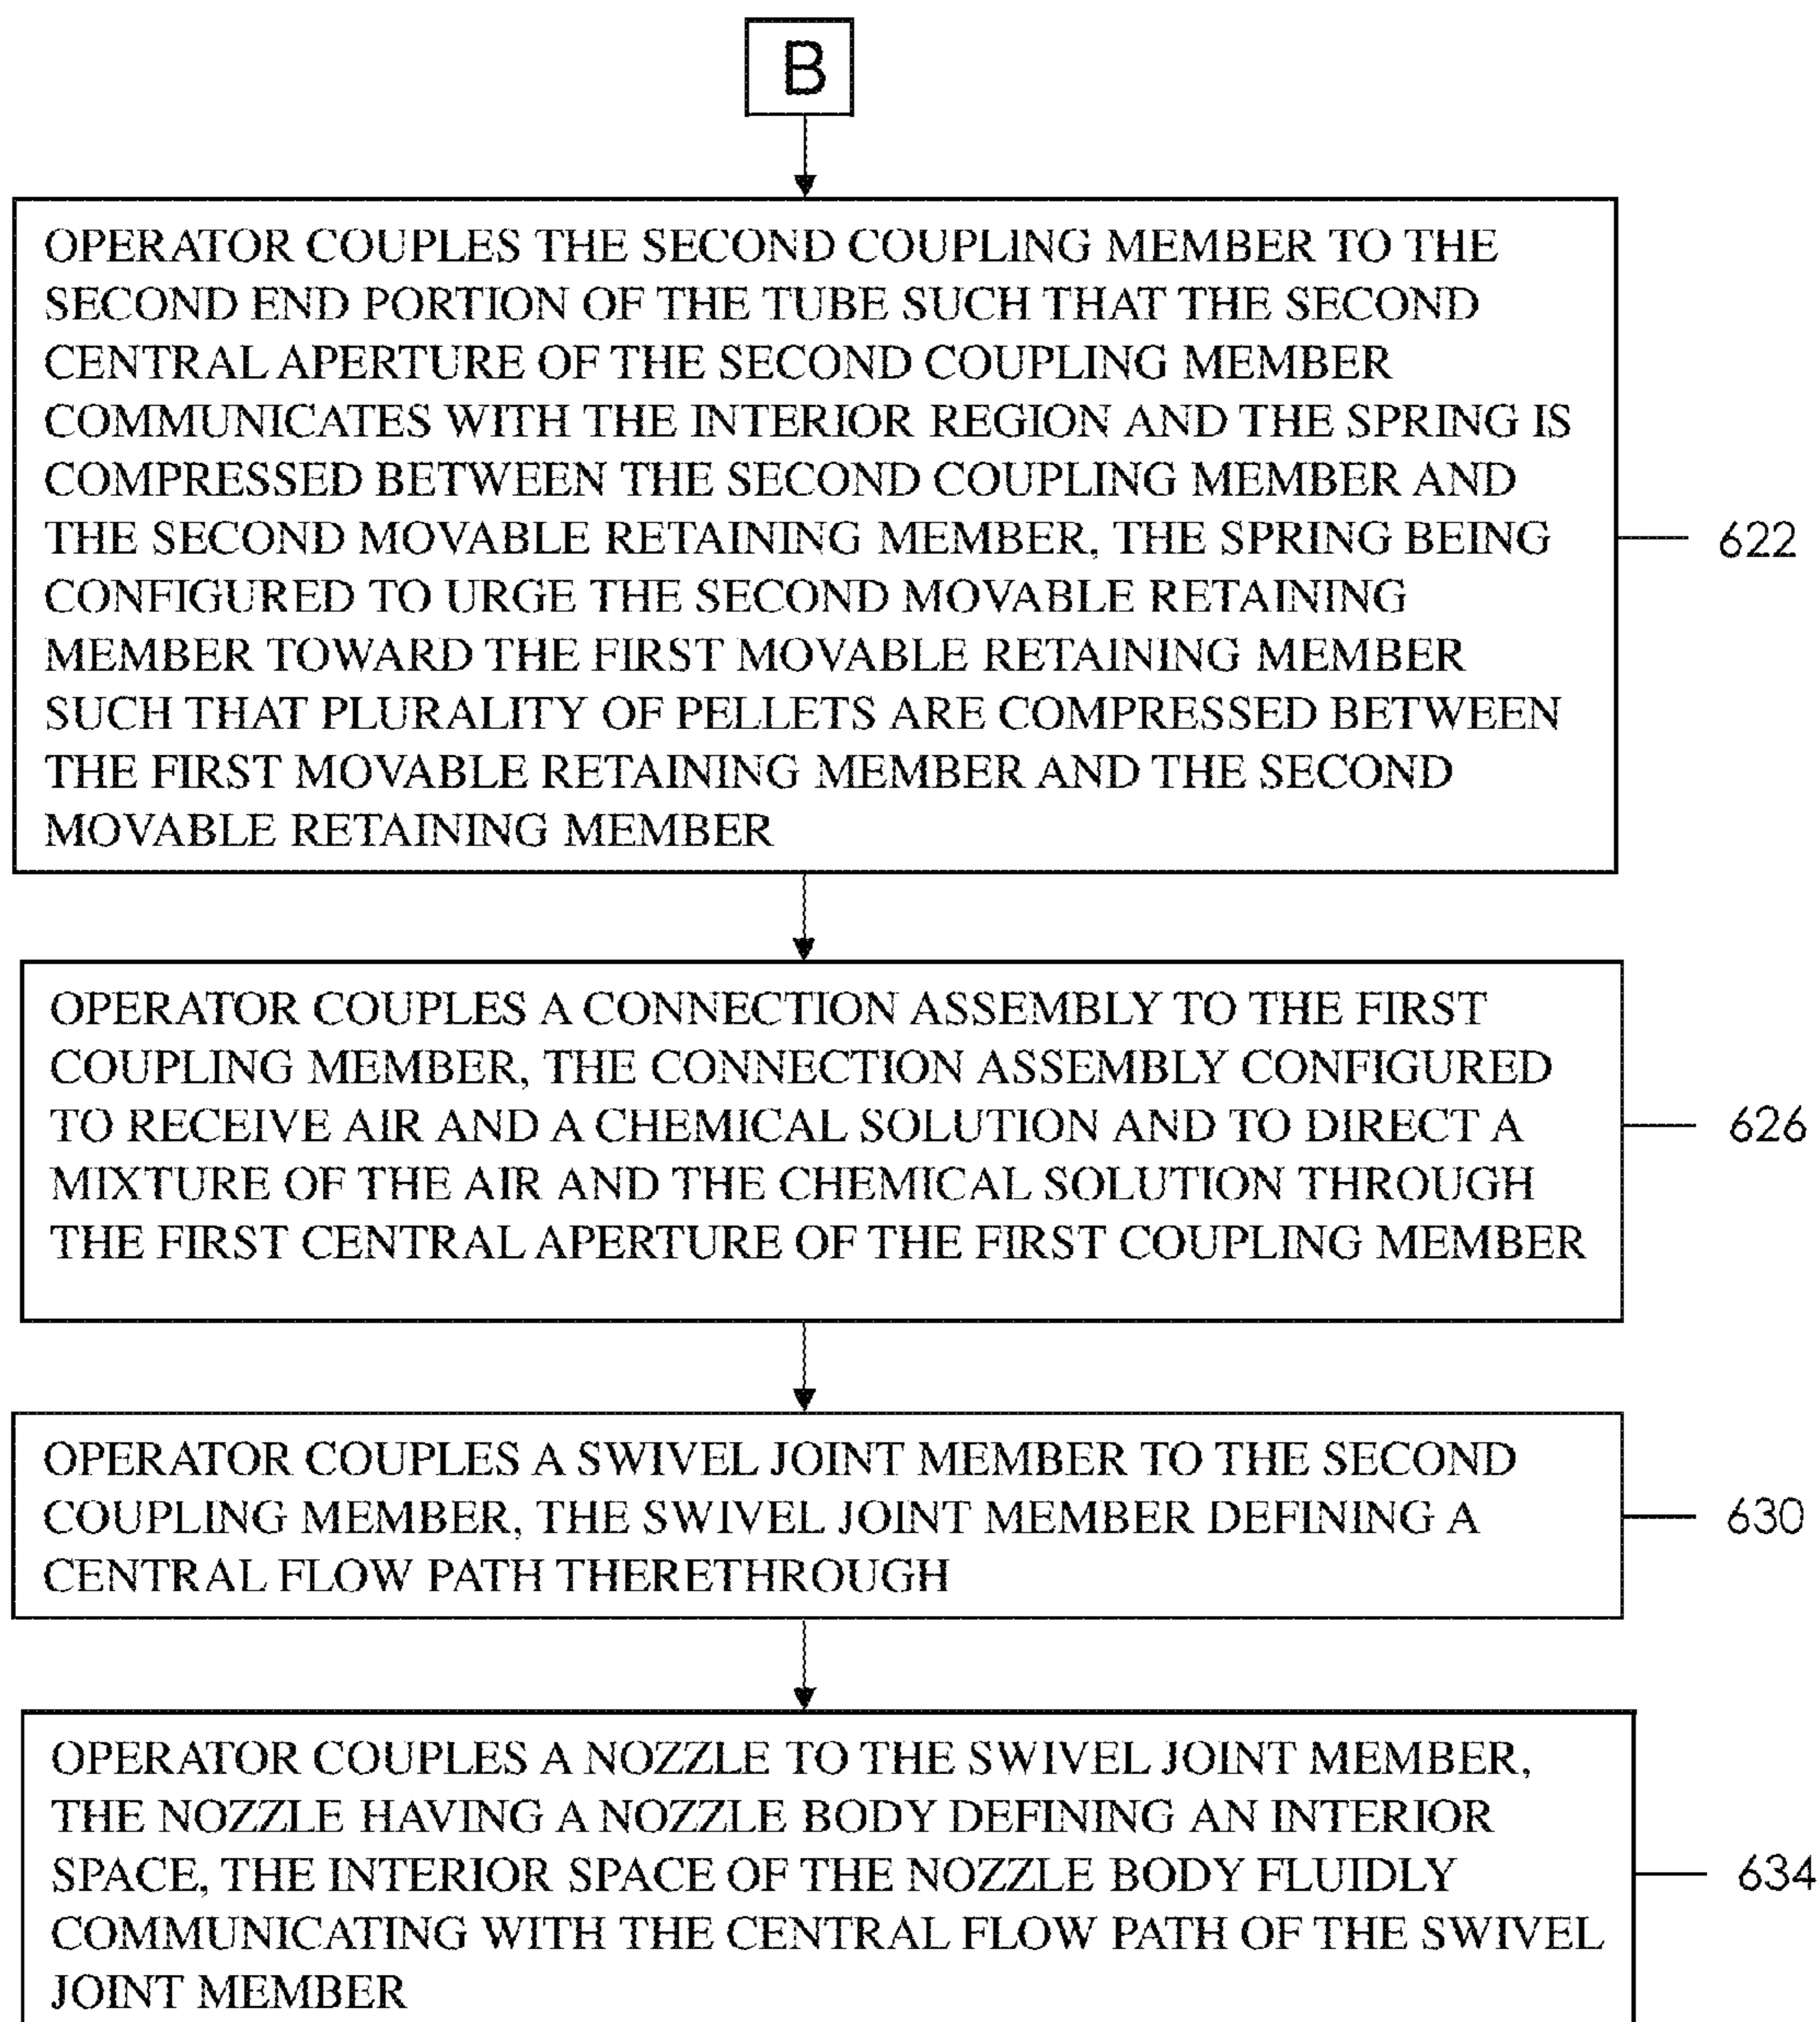 B
OPERATOR COUPLES THE SECOND COUPLING MEMBER TO THE
SECOND END PORTION OF THE TUBE SUCH THAT THE SECOND
CENTRAL APERTURE OF THE SECOND COUPLING MEMBER
COMMUNICATES WITH THE INTERIOR REGION AND THE SPRING IS
COMPRESSED BETWEEN THE SECOND COUPLING MEMBER AND
THE SECOND MOVABLE RETAINING MEMBER, THE SPRING BEING
CONFIGURED TO URGE THE SECOND MOVABLE RETAINING
MEMBER TOWARD THE FIRST MOVABLE RETAINING MEMBER
SUCH THAT PLURALITY OF PELLETS ARE COMPRESSED BETWEEN
THE FIRST MOVABLE RETAINING MEMBER AND THE SECOND
MOVABLE RETAINING MEMBER
622
OPERATOR COUPLES A CONNECTION ASSEMBLY TO THE FIRST
COUPLING MEMBER, THE CONNECTION ASSEMBLY CONFIGURED
TO RECEIVE AIR AND A CHEMICAL SOLUTION AND TO DIRECT A
MIXTURE OF THE AIR AND THE CHEMICAL SOLUTION THROUGH
THE FIRST CENTRAL APERTURE OF THE FIRST COUPLING MEMBER
626
OPERATOR COUPLES A SWIVEL JOINT MEMBER TO THE SECOND
COUPLING MEMBER, THE SWIVEL JOINT MEMBER DEFINING A
CENTRAL FLOW PATH THERETHROUGH
630
OPERATOR COUPLES A NOZZLE TO THE SWIVEL JOINT MEMBER,
THE NOZZLE HAVING A NOZZLE BODY DEFINING AN INTERIOR
SPACE, THE INTERIOR SPACE OF THE NOZZLE BODY FLUIDLY
COMMUNICATING WITH THE CENTRAL FLOW PATH OF THE SWIVEL
JOINT MEMBER
634